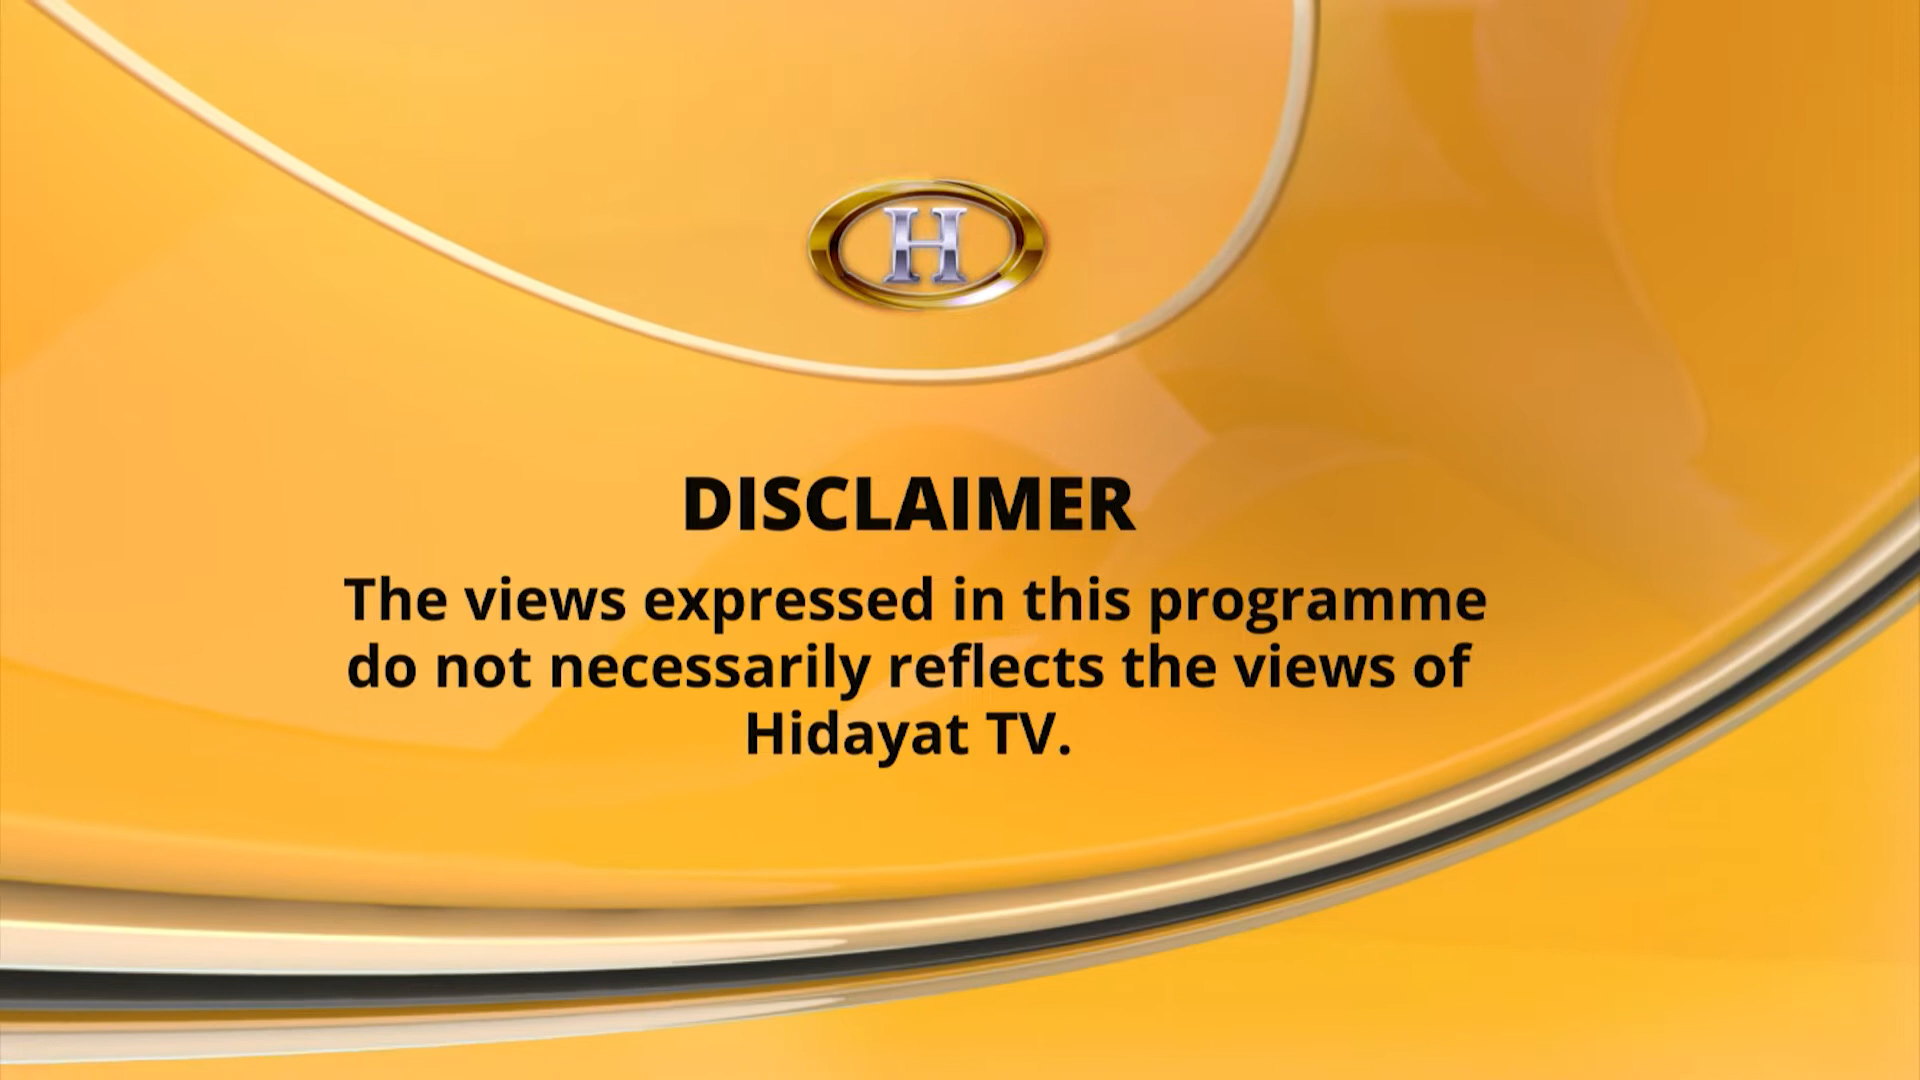 H
DISCLAIMER
The views expressed in this programme
do not necessarily reflects the views of
Hidayat TV.